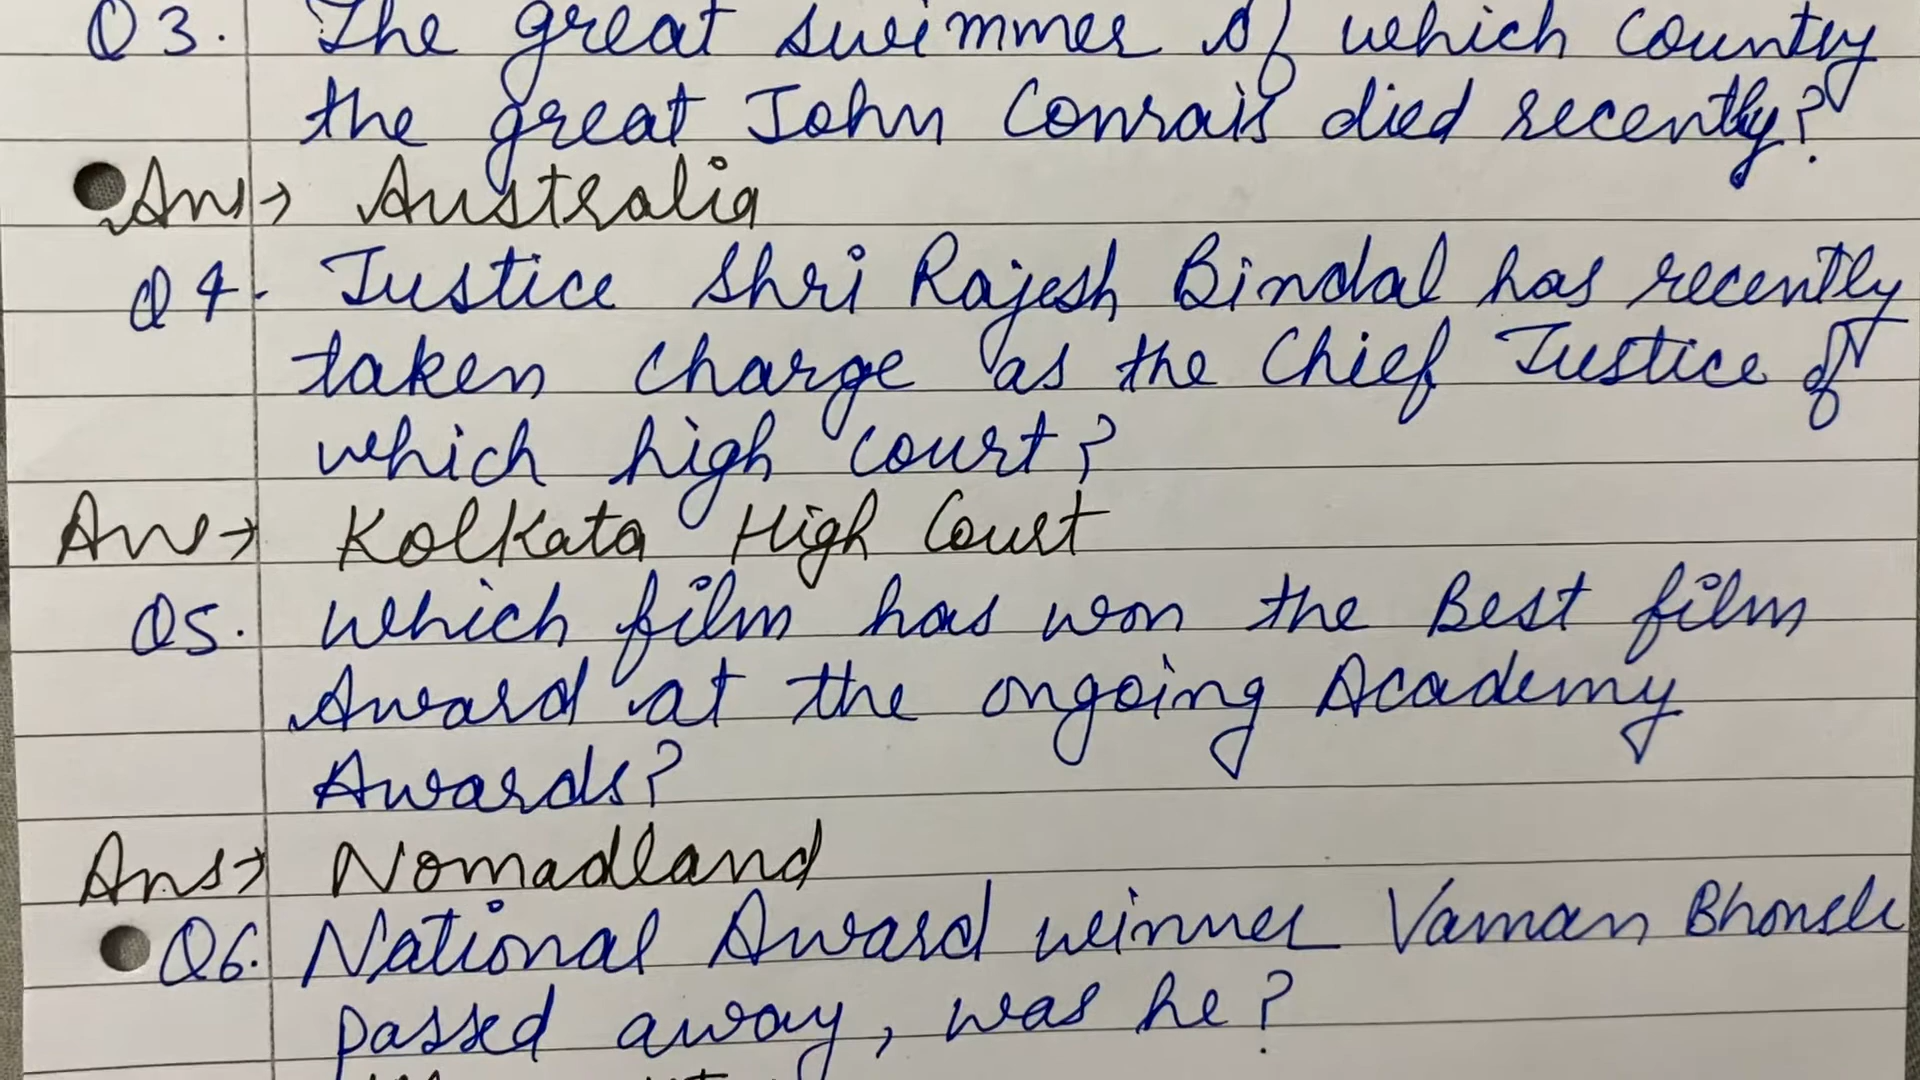 Q3. The great swimmer of which country
the great John Conrais died recently?
Ans→ Australia
Q4. Justice Shri Rajesh Bindal has recently
taken charge as the Chief Justice of
which high court?
Ans→ Kolkata High Court
Q5. Which film has won the Best film
Award at the ongoing Academy
Awards?
Ans→ Nomadland
Q6. National Award winner Vaman Bhonsle
passed away, was he?